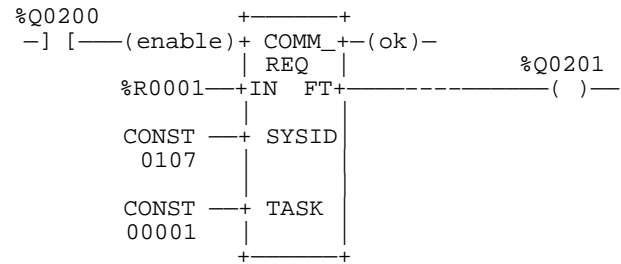 %Q0200
] [ (enable) COMM_ (ok)
REQ %Q0201
%R0001 IN FT ( )
CONST SYSID
0107
CONST TASK
00001